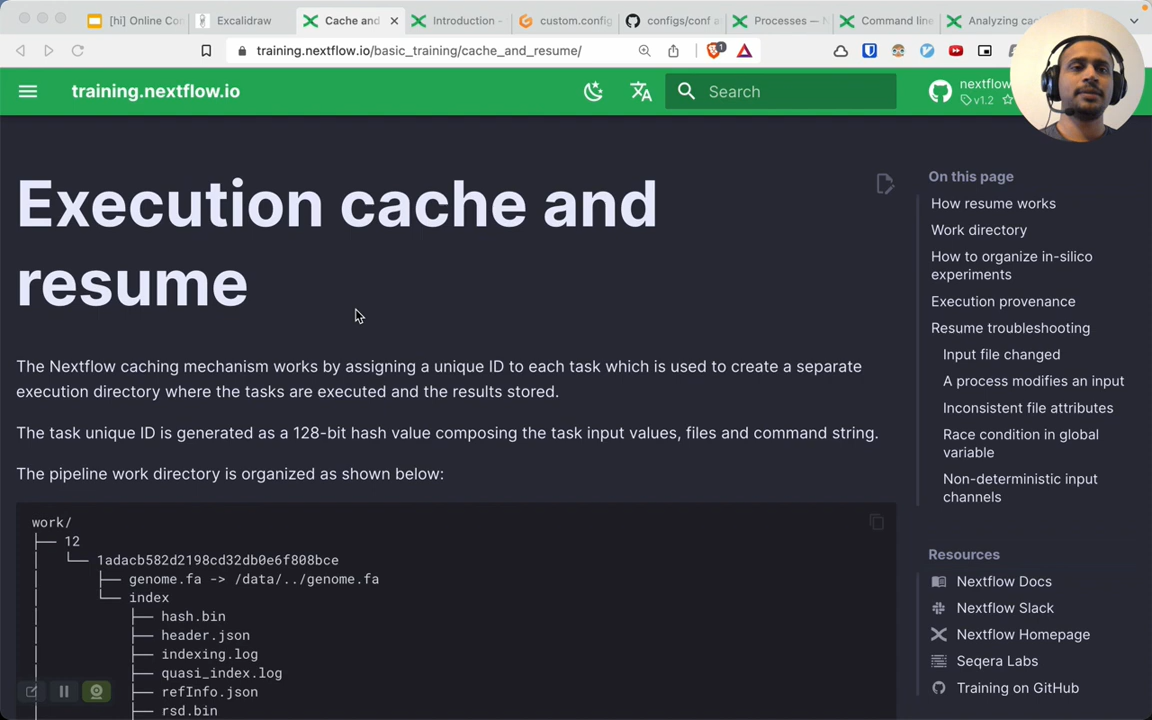 [hi] Online Co
Excalidraw
Cache and
Introduction -
custom.config
configs/conf a
Processes — N
Command line
Analyzing ca
training.nextflow.io/basic_training/cache_and_resume/
1
training.nextflow.io
Search
nextflow
v1.2
Execution cache and
resume
The Nextflow caching mechanism works by assigning a unique ID to each task which is used to create a separate
execution directory where the tasks are executed and the results stored.
The task unique ID is generated as a 128-bit hash value composing the task input values, files and command string.
The pipeline work directory is organized as shown below:
work/
├── 12
│   └── 1adacb582d2198cd32db0e6f808bce
│       ├── genome.fa -> /data/../genome.fa
│       └── index
│           ├── hash.bin
│           ├── header.json
│           ├── indexing.log
│           ├── quasi_index.log
│           ├── refInfo.json
│           ├── rsd.bin
On this page
How resume works
Work directory
How to organize in-silico
experiments
Execution provenance
Resume troubleshooting
Input file changed
A process modifies an input
Inconsistent file attributes
Race condition in global
variable
Non-deterministic input
channels
Resources
Nextflow Docs
Nextflow Slack
Nextflow Homepage
Seqera Labs
Training on GitHub